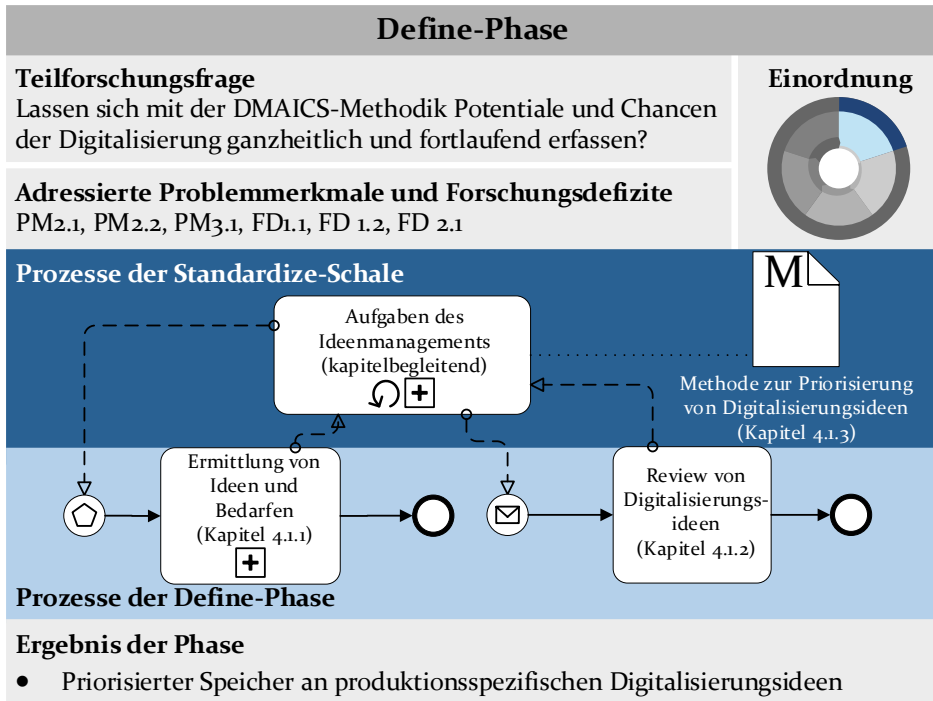 Define-Phase
Teilforschungsfrage
Lassen sich mit der DMAICS-Methodik Potentiale und Chancen
der Digitalisierung ganzheitlich und fortlaufend erfassen?
Einordnung
Adressierte Problemmerkmale und Forschungsdefizite
PM2.1, PM2.2, PM3.1, FD1.1, FD 1.2, FD 2.1
Prozesse der Standardize-Schale
Aufgaben des
Ideenmanagements
(kapitelbegleitend)
M
Methode zur Priorisierung
von Digitalisierungsideen
(Kapitel 4.1.3)
Ermittlung von
Ideen und
Bedarfen
(Kapitel 4.1.1)
Review von
Digitalisierungs-
ideen
(Kapitel 4.1.2)
Prozesse der Define-Phase
Ergebnis der Phase
• Priorisierter Speicher an produktionsspezifischen Digitalisierungsideen